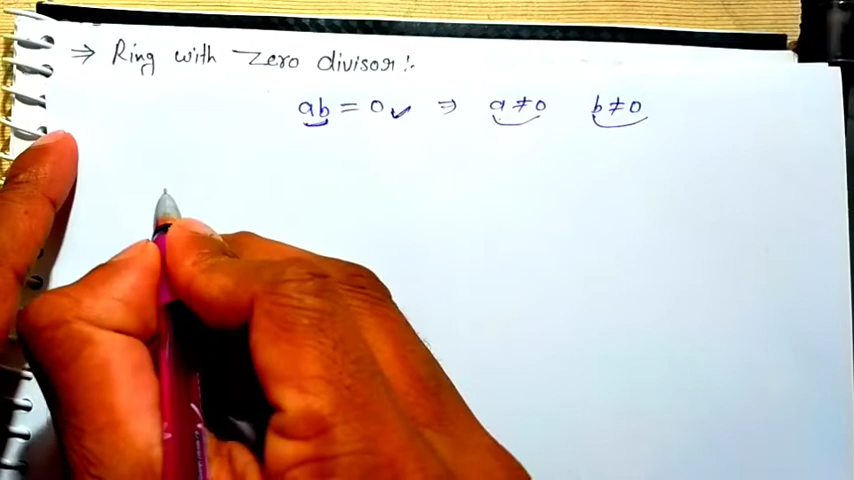 ⇒ Ring with Zero divisor :-
ab = 0 ✓ ⇒ a ≠ 0 b ≠ 0